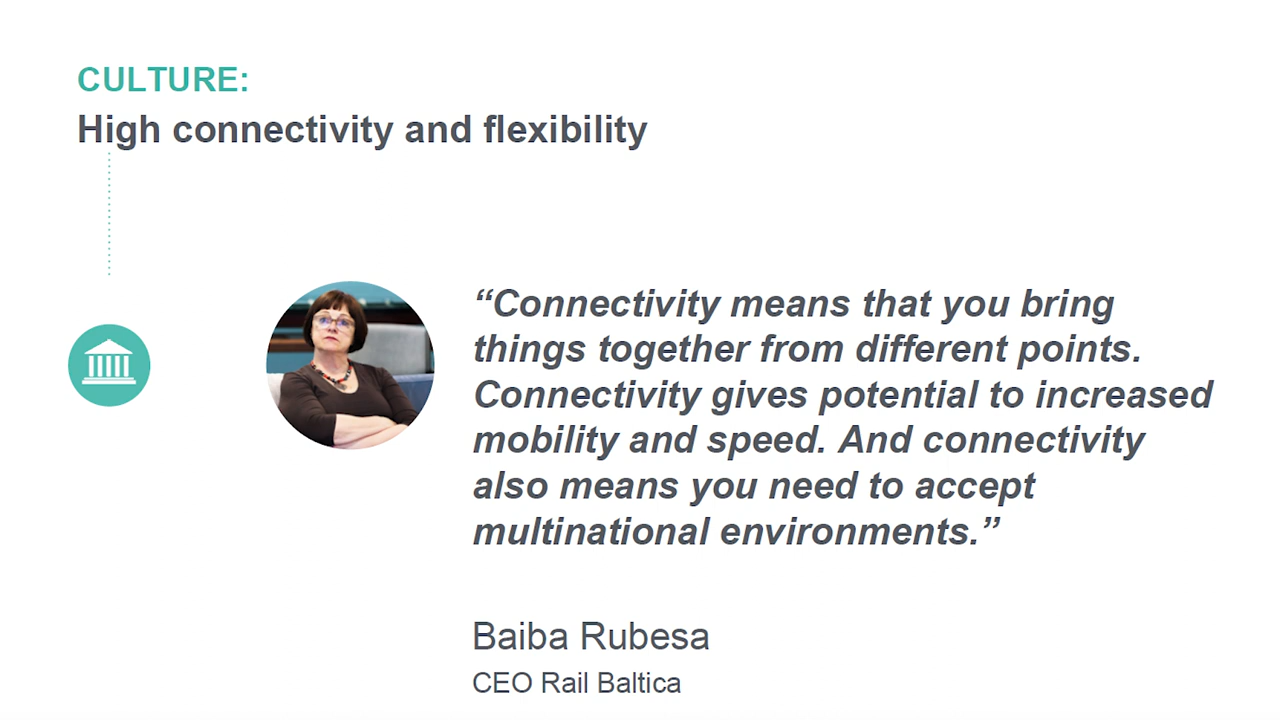 CULTURE:
High connectivity and flexibility
“Connectivity means that you bring
things together from different points.
Connectivity gives potential to increased
mobility and speed. And connectivity
also means you need to accept
multinational environments.”
Baiba Rubesa
CEO Rail Baltica